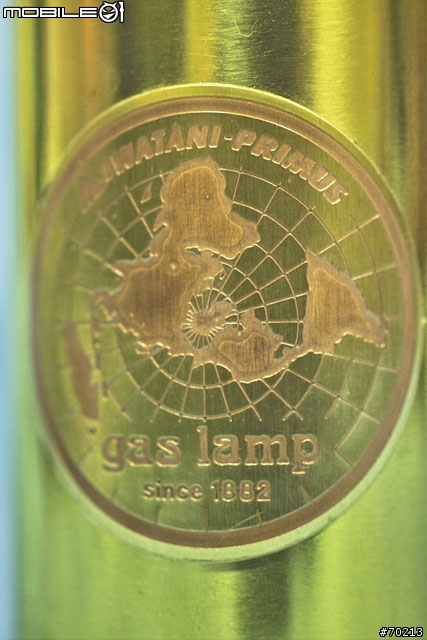 MOBILE01
IWATANI-PRIMUS
gas lamp
since 1882
#70213